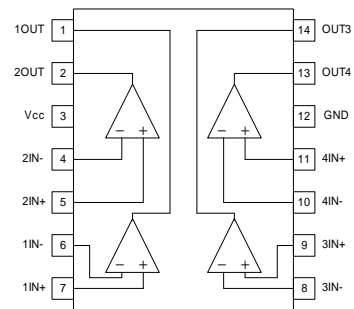 1OUT 1 14 OUT3
2OUT 2 13 OUT4
Vcc 3 12 GND
2IN- 4 − + − + 11 4IN+
2IN+ 5 10 4IN-
1IN- 6 9 3IN+
1IN+ 7 − + − + 8 3IN-